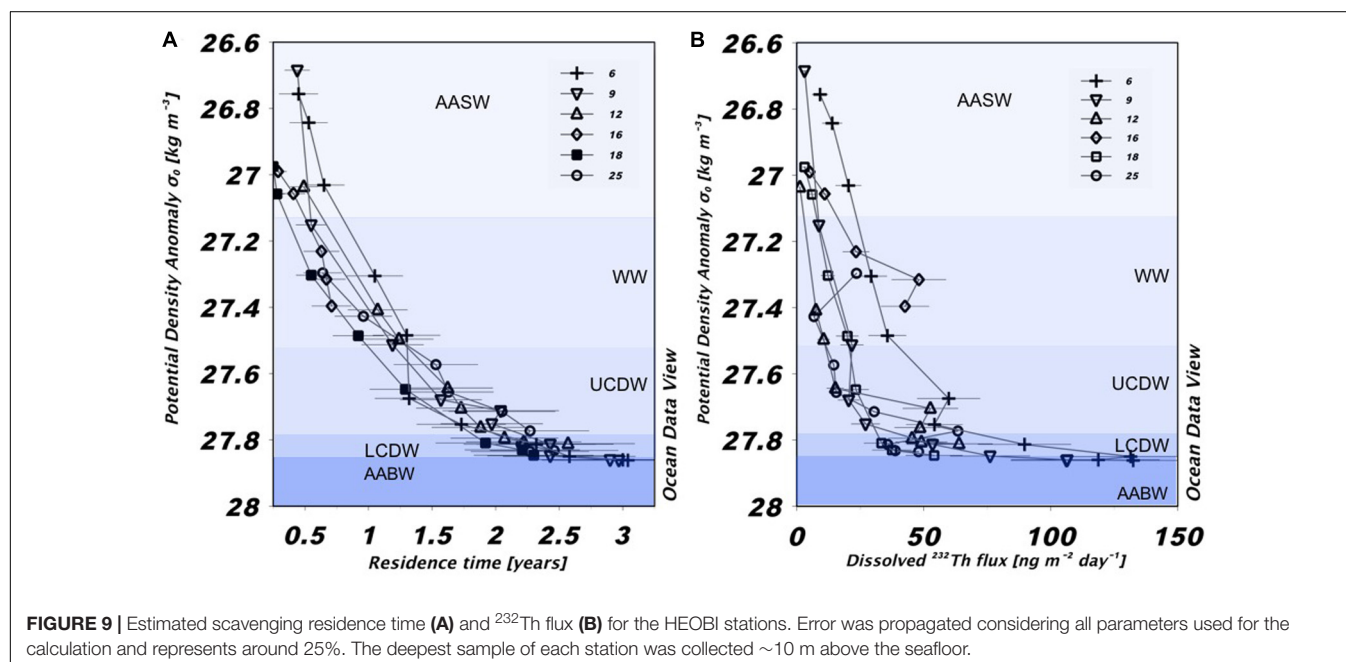 A
26.6
26.8
27
27.2
27.4
27.6
27.8
28
Potential Density Anomaly σ₀ [kg m⁻³]
AASW
6
9
12
16
18
25
WW
UCDW
LCDW
AABW
0.5 1 1.5 2 2.5 3
Residence time [years]
Ocean Data View
B
26.6
26.8
27
27.2
27.4
27.6
27.8
28
Potential Density Anomaly σ₀ [kg m⁻³]
AASW
6
9
12
16
18
25
WW
UCDW
LCDW
AABW
0 50 100 150
Dissolved ²³²Th flux [ng m⁻² day⁻¹]
Ocean Data View
FIGURE 9 | Estimated scavenging residence time (A) and ²³²Th flux (B) for the HEOBI stations. Error was propagated considering all parameters used for the
calculation and represents around 25%. The deepest sample of each station was collected ∼10 m above the seafloor.